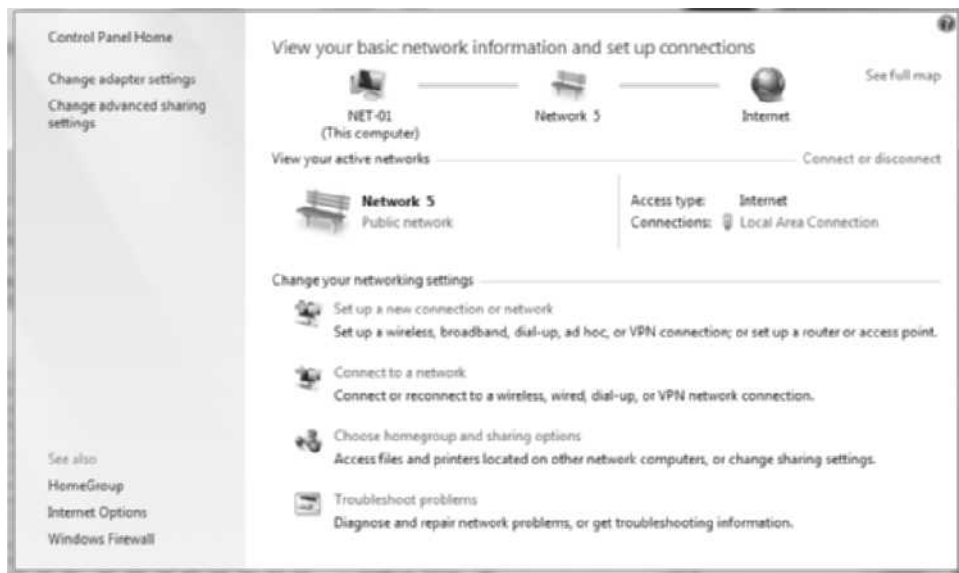 Control Panel Home
Change adapter settings
Change advanced sharing
settings
View your basic network information and set up connections
See full map
NET-01
(This computer)
Network 5
Internet
View your active networks
Connect or disconnect
Network 5
Public network
Access type: Internet
Connections: Local Area Connection
Change your networking settings
Set up a new connection or network
Set up a wireless, broadband, dial-up, ad hoc, or VPN connection; or set up a router or access point.
Connect to a network
Connect or reconnect to a wireless, wired, dial-up, or VPN network connection.
Choose homegroup and sharing options
Access files and printers located on other network computers, or change sharing settings.
Troubleshoot problems
Diagnose and repair network problems, or get troubleshooting information.
See also
HomeGroup
Internet Options
Windows Firewall